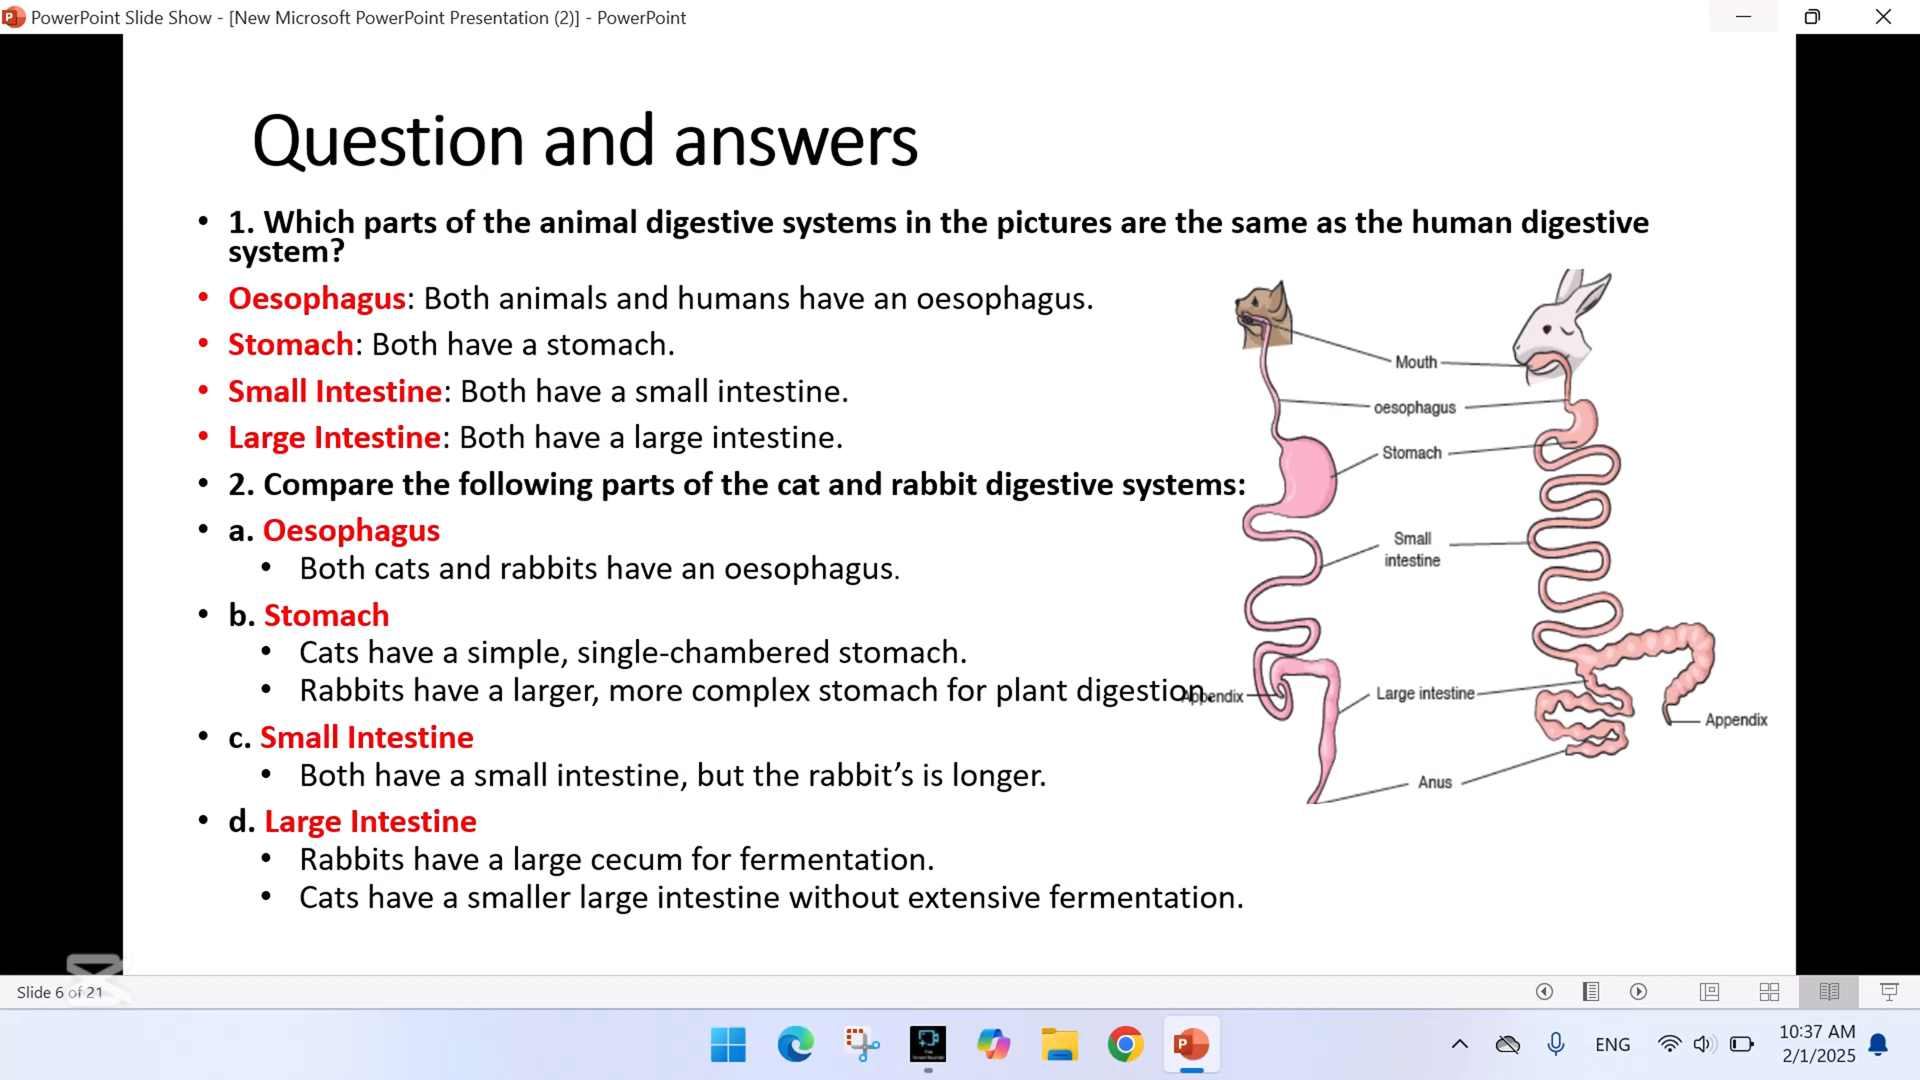 PowerPoint Slide Show - [New Microsoft PowerPoint Presentation (2)] - PowerPoint
Question and answers
• 1. Which parts of the animal digestive systems in the pictures are the same as the human digestive
system?
• Oesophagus: Both animals and humans have an oesophagus.
• Stomach: Both have a stomach.
• Small Intestine: Both have a small intestine.
• Large Intestine: Both have a large intestine.
• 2. Compare the following parts of the cat and rabbit digestive systems:
• a. Oesophagus
• Both cats and rabbits have an oesophagus.
• b. Stomach
• Cats have a simple, single-chambered stomach.
• Rabbits have a larger, more complex stomach for plant digestion.
• c. Small Intestine
• Both have a small intestine, but the rabbit’s is longer.
• d. Large Intestine
• Rabbits have a large cecum for fermentation.
• Cats have a smaller large intestine without extensive fermentation.
Mouth
oesophagus
Stomach
Small
intestine
Appendix
Large intestine
Appendix
Anus
Slide 6 of 21
ENG
10:37 AM
2/1/2025